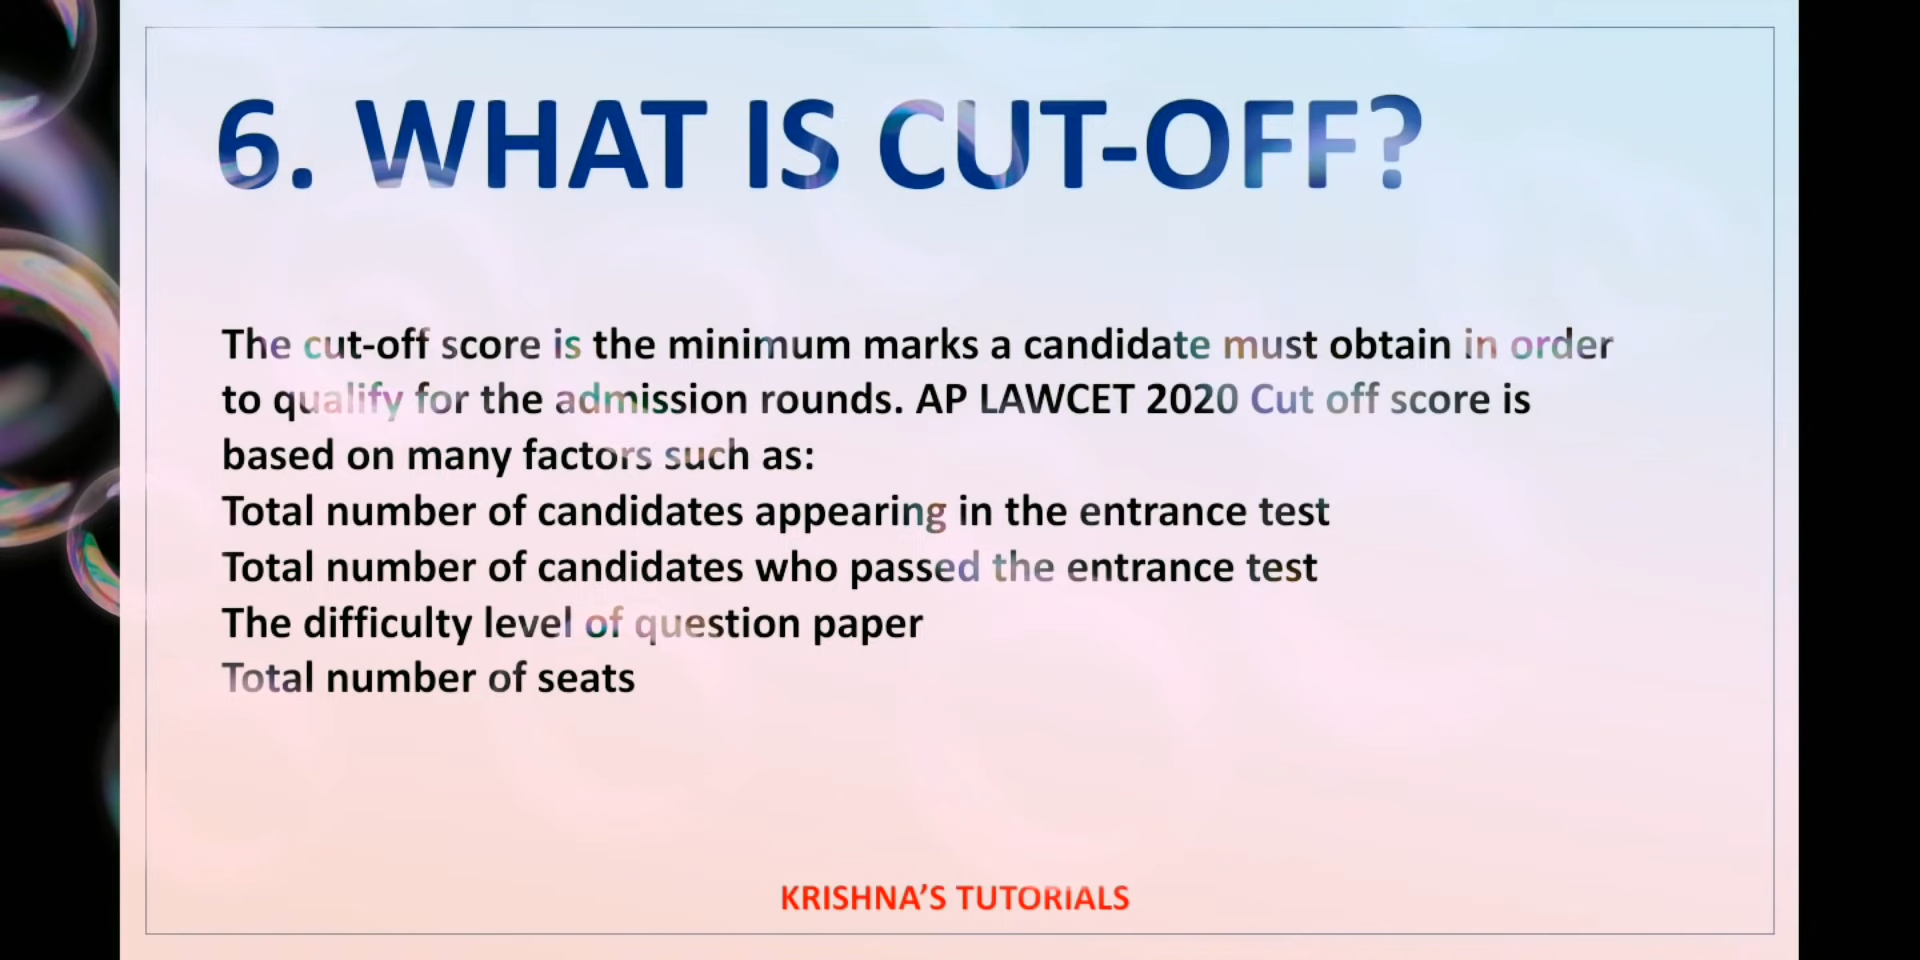 6. WHAT IS CUT-OFF?
The cut-off score is the minimum marks a candidate must obtain in order
to qualify for the admission rounds. AP LAWCET 2020 Cut off score is
based on many factors such as:
Total number of candidates appearing in the entrance test
Total number of candidates who passed the entrance test
The difficulty level of question paper
Total number of seats
KRISHNA’S TUTORIALS